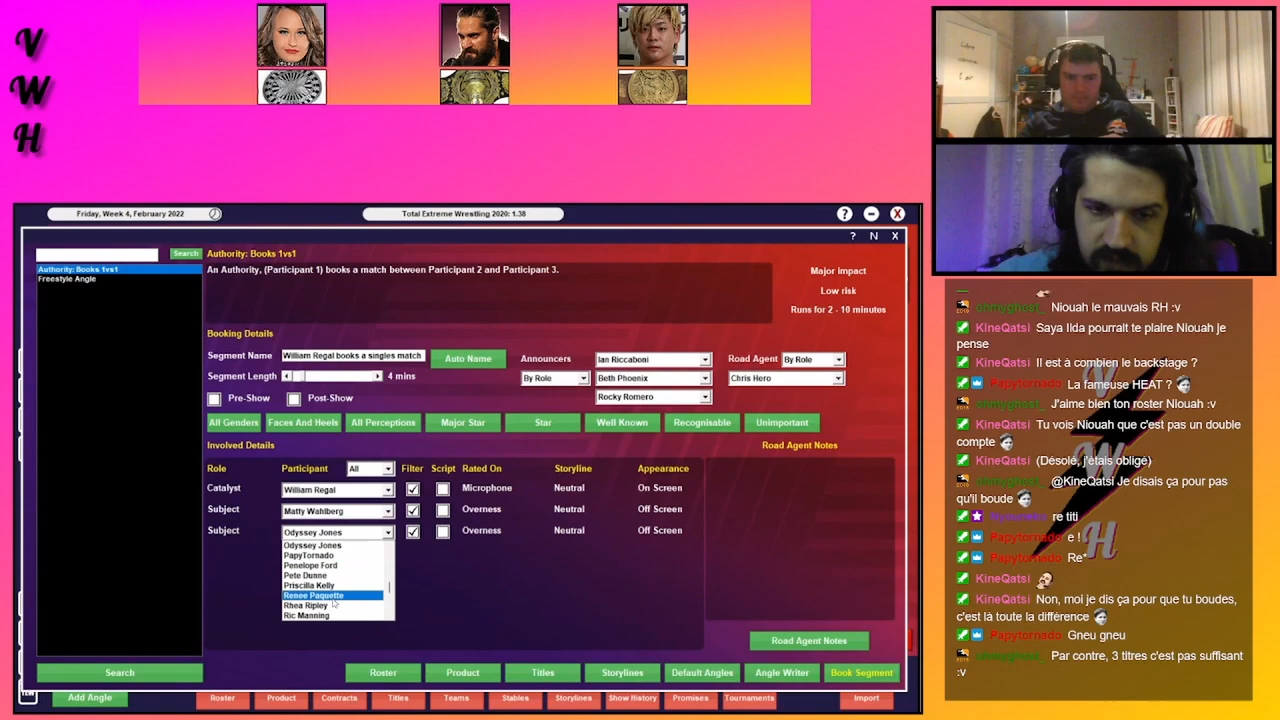 V
W
H
Friday, Week 4, February 2022
Total Extreme Wrestling 2020: 1.38
? − X
? N X
Search
Authority: Books 1vs1
Freestyle Angle
Authority: Books 1vs1
An Authority, (Participant 1) books a match between Participant 2 and Participant 3.
Major impact
Low risk
Runs for 2 - 10 minutes
Booking Details
Segment Name William Regal books a singles match Auto Name Announcers Ian Riccaboni Road Agent By Role
Segment Length 4 mins By Role Beth Phoenix Chris Hero
Pre-Show Post-Show Rocky Romero
All Genders Faces And Heels All Perceptions Major Star Star Well Known Recognisable Unimportant
Involved Details Road Agent Notes
Role Participant All Filter Script Rated On Storyline Appearance
Catalyst William Regal Microphone Neutral On Screen
Subject Matty Wahlberg Overness Neutral Off Screen
Subject Odyssey Jones Overness Neutral Off Screen
Odyssey Jones
PapyTornado
Penelope Ford
Pete Dunne
Priscilla Kelly
Renee Paquette
Rhea Ripley
Ric Manning
Road Agent Notes
Search Roster Product Titles Storylines Default Angles Angle Writer Book Segment
Add Angle Roster Product Contracts Titles Teams Stables Storylines Show History Promises Tournaments Import
Niouah le mauvais RH :v
KineQatsi Saya Ilda pourrait te plaire Niouah je
pense
KineQatsi Il est à combien le backstage ?
Papytornado La fameuse HEAT ?
J'aime bien ton roster Niouah :v
KineQatsi Tu vois Niouah que c'est pas un double
compte
KineQatsi (Désolé, j'étais obligé)
@KineQatsi Je disais ça pour pas
qu'il boude
re titi
Papytornado e !
Papytornado Re*
KineQatsi
KineQatsi Non, moi je dis ça pour que tu boudes,
c'est là toute la différence
Papytornado Gneu gneu
Par contre, 3 titres c'est pas suffisant
:v